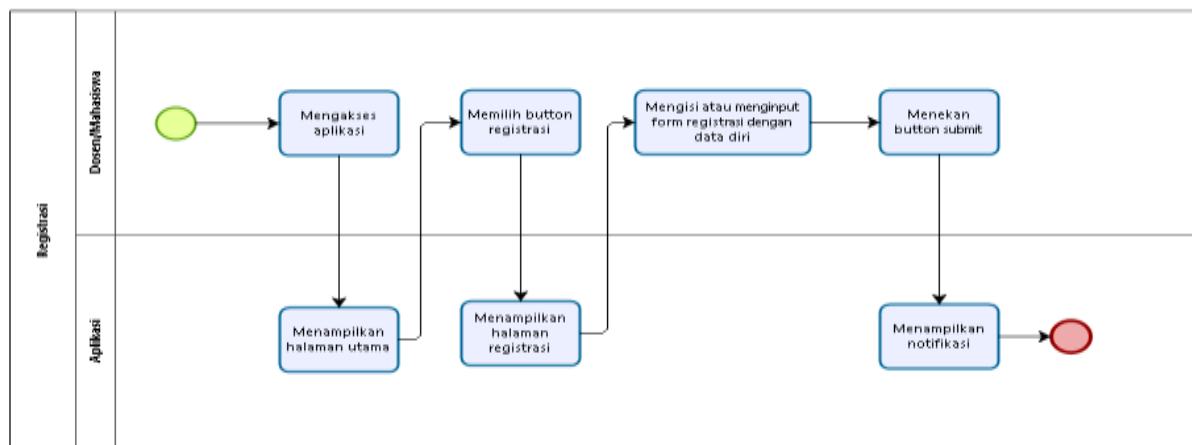 Registrasi
Dosen/Mahasiswa
Mengakses
aplikasi
Memilih button
registrasi
Mengisi atau menginput
form registrasi dengan
data diri
Menekan
button submit
Aplikasi
Menampilkan
halaman utama
Menampilkan
halaman
registrasi
Menampilkan
notifikasi